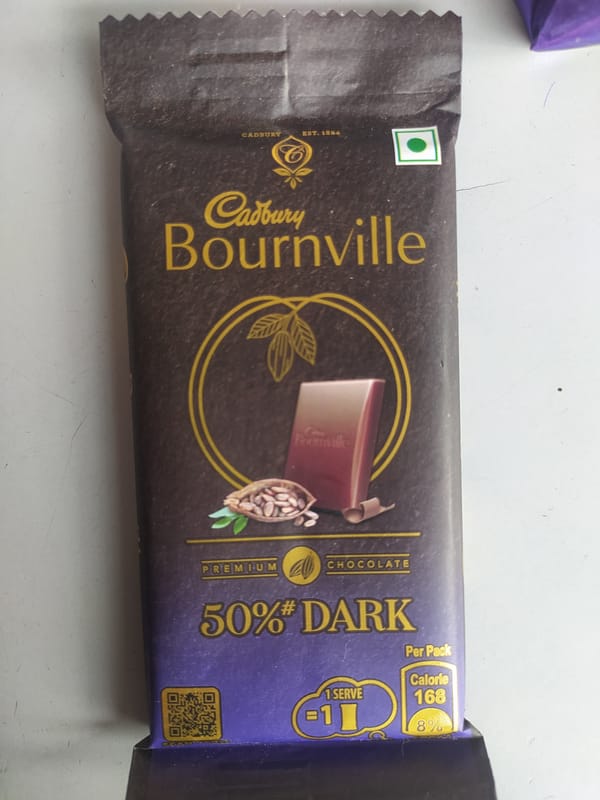 CADBURY EST. 1824
C
Cadbury
Bournville
Cadbury
Bournville
PREMIUM CHOCOLATE
50%# DARK
Per Pack
1 SERVE
=1
Calorie
168
8%